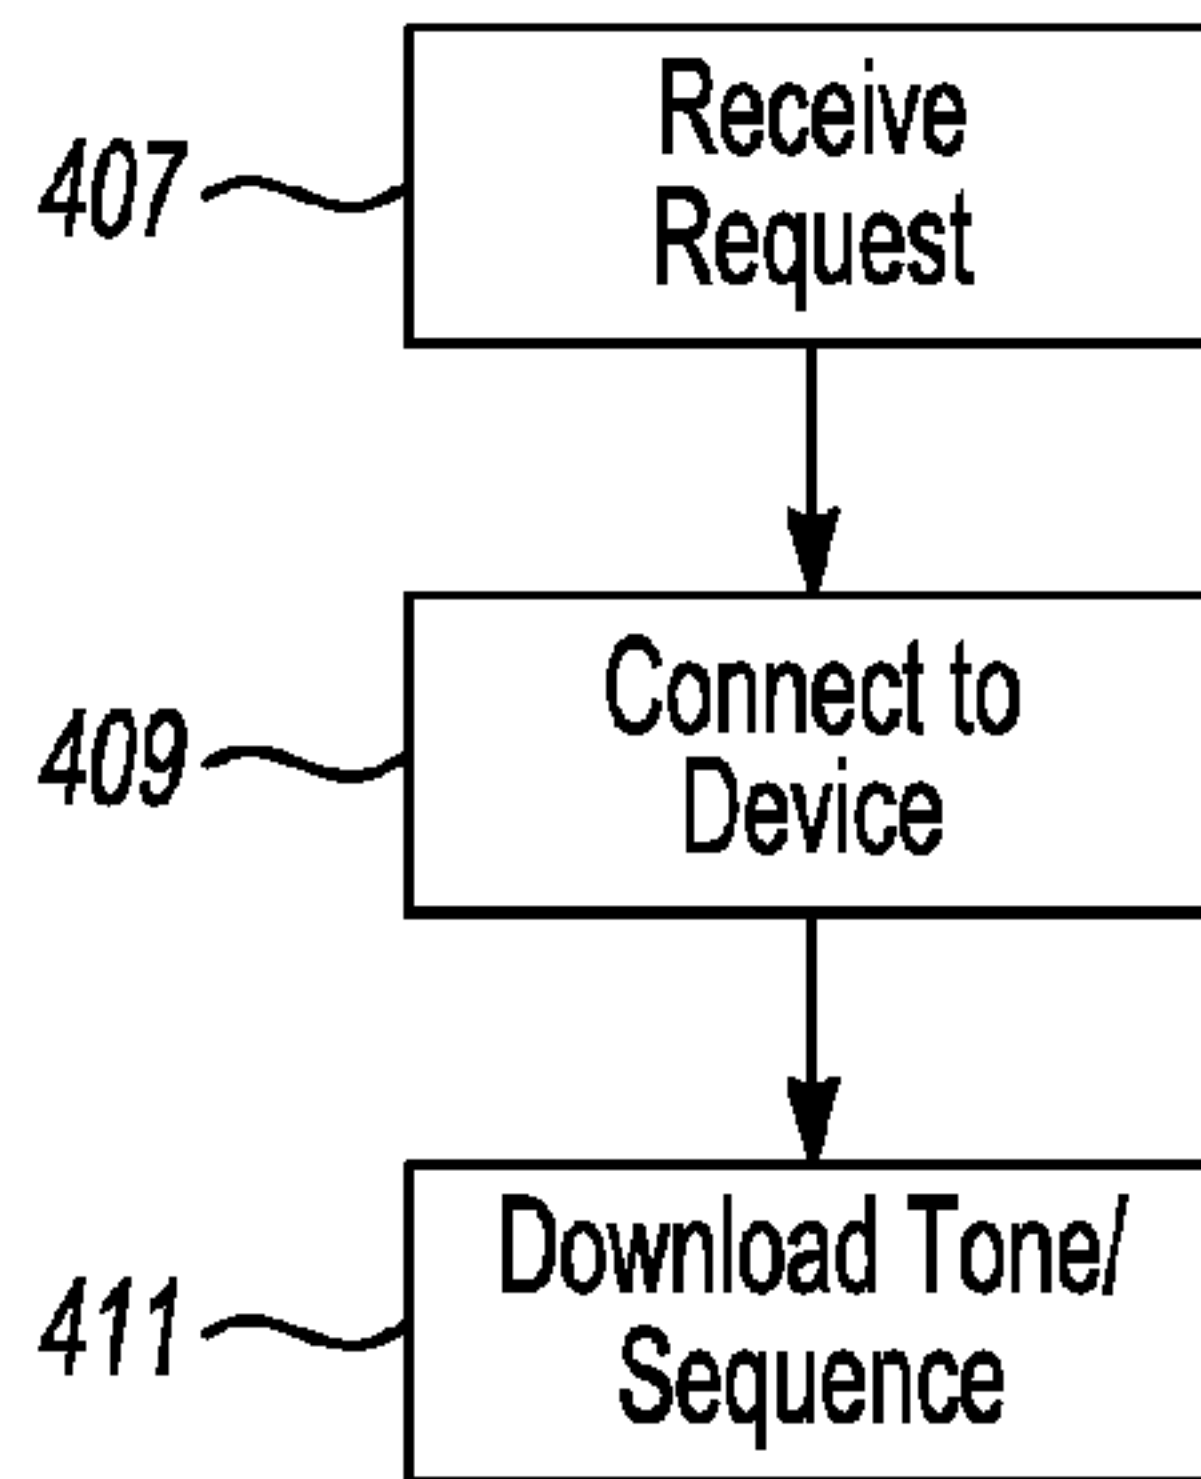 407
Receive
Request
409
Connect to
Device
411
Download Tone/
Sequence